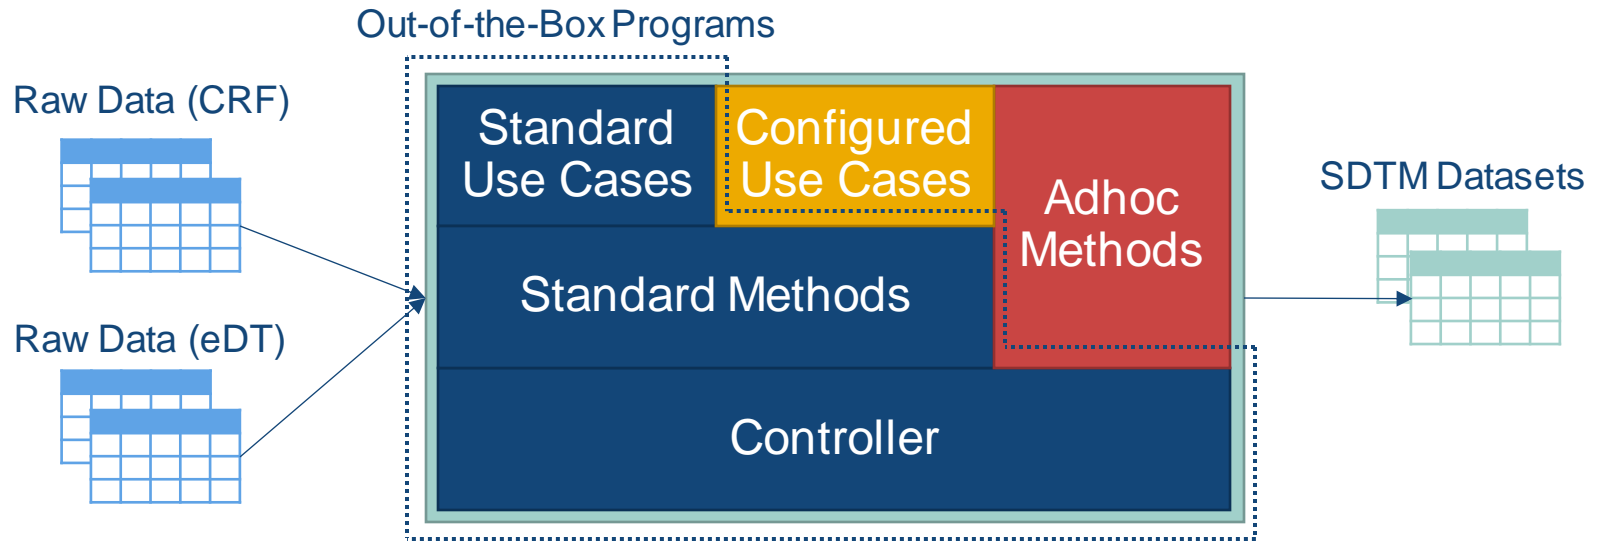 Out-of-the-Box Programs
Raw Data (CRF)
Standard
Use Cases
Configured
Use Cases
Adhoc
Methods
SDTM Datasets
Standard Methods
Raw Data (eDT)
Controller